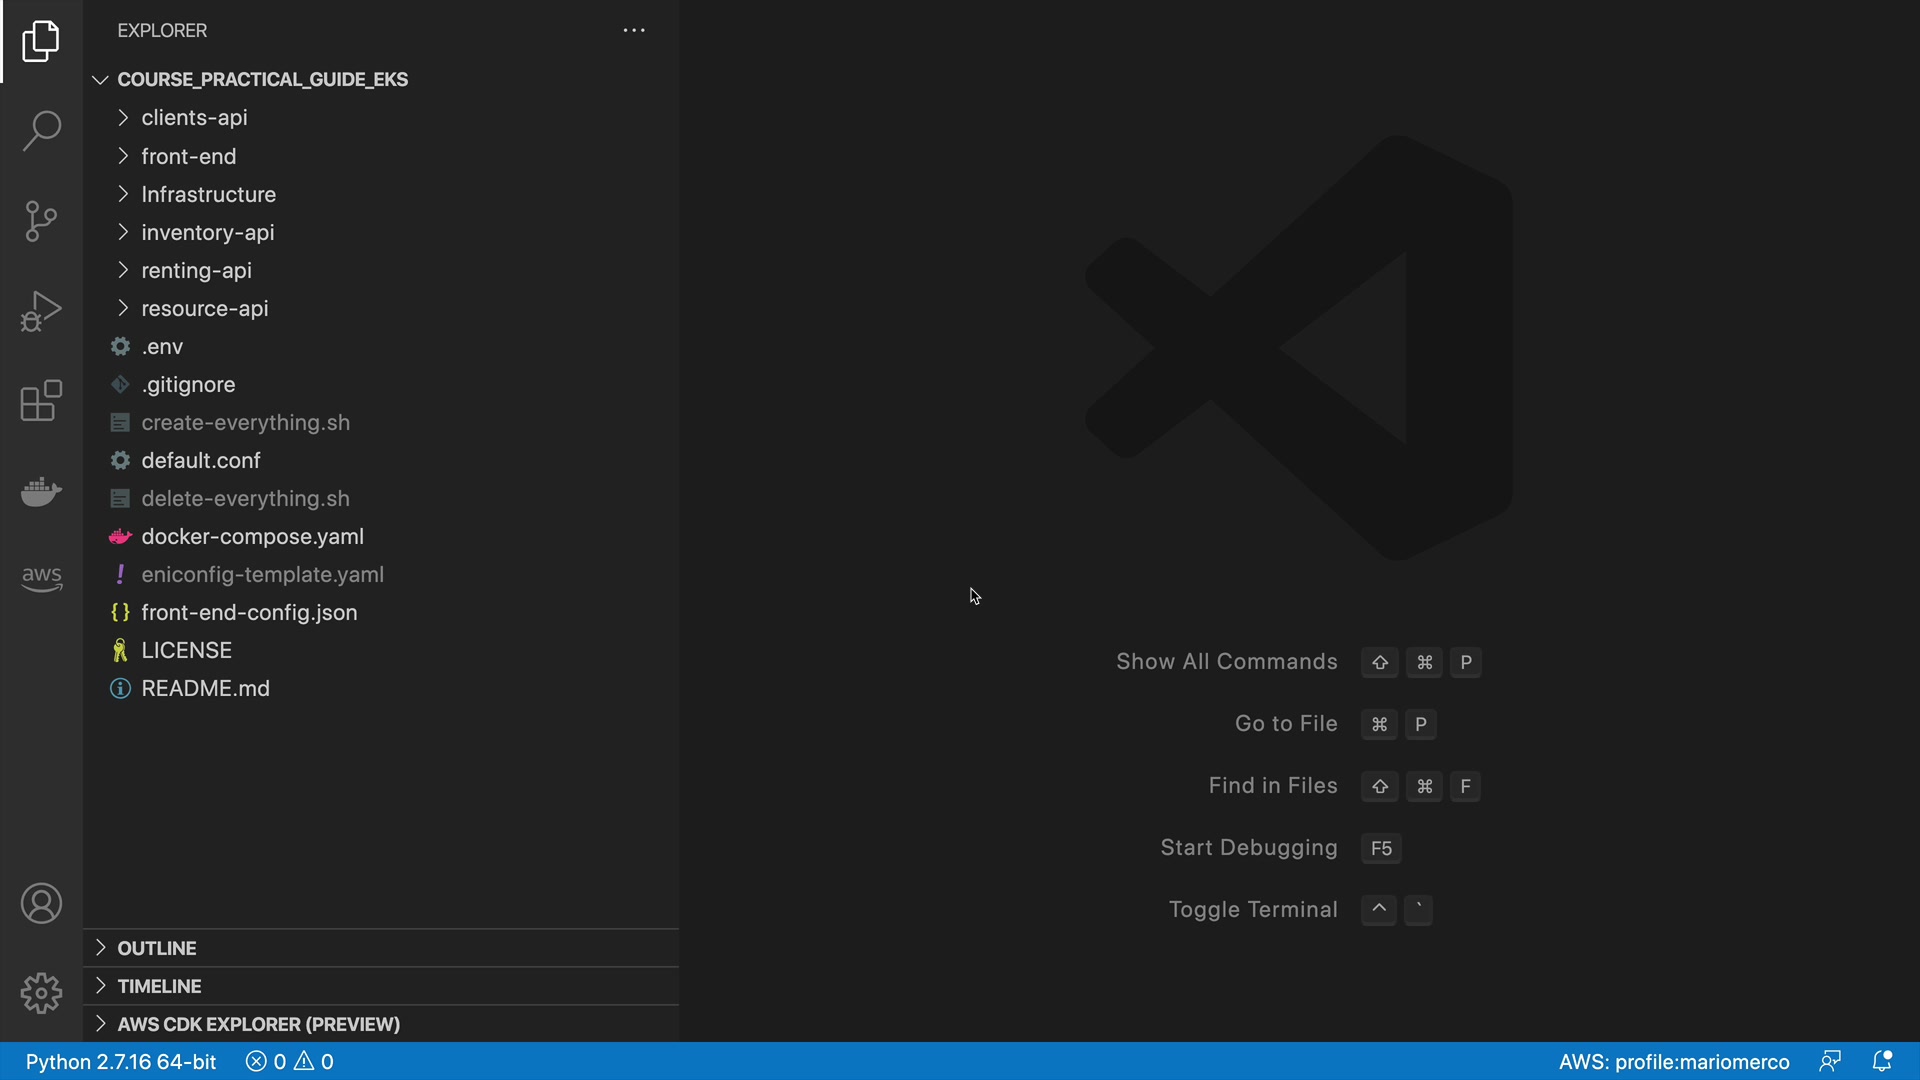 EXPLORER
COURSE_PRACTICAL_GUIDE_EKS
clients-api
front-end
Infrastructure
inventory-api
renting-api
resource-api
.env
.gitignore
create-everything.sh
default.conf
delete-everything.sh
docker-compose.yaml
eniconfig-template.yaml
front-end-config.json
LICENSE
README.md
aws
OUTLINE
TIMELINE
AWS CDK EXPLORER (PREVIEW)
Show All Commands ⇧ ⌘ P
Go to File ⌘ P
Find in Files ⇧ ⌘ F
Start Debugging F5
Toggle Terminal ^ `
Python 2.7.16 64-bit 0 0
AWS: profile:mariomerco